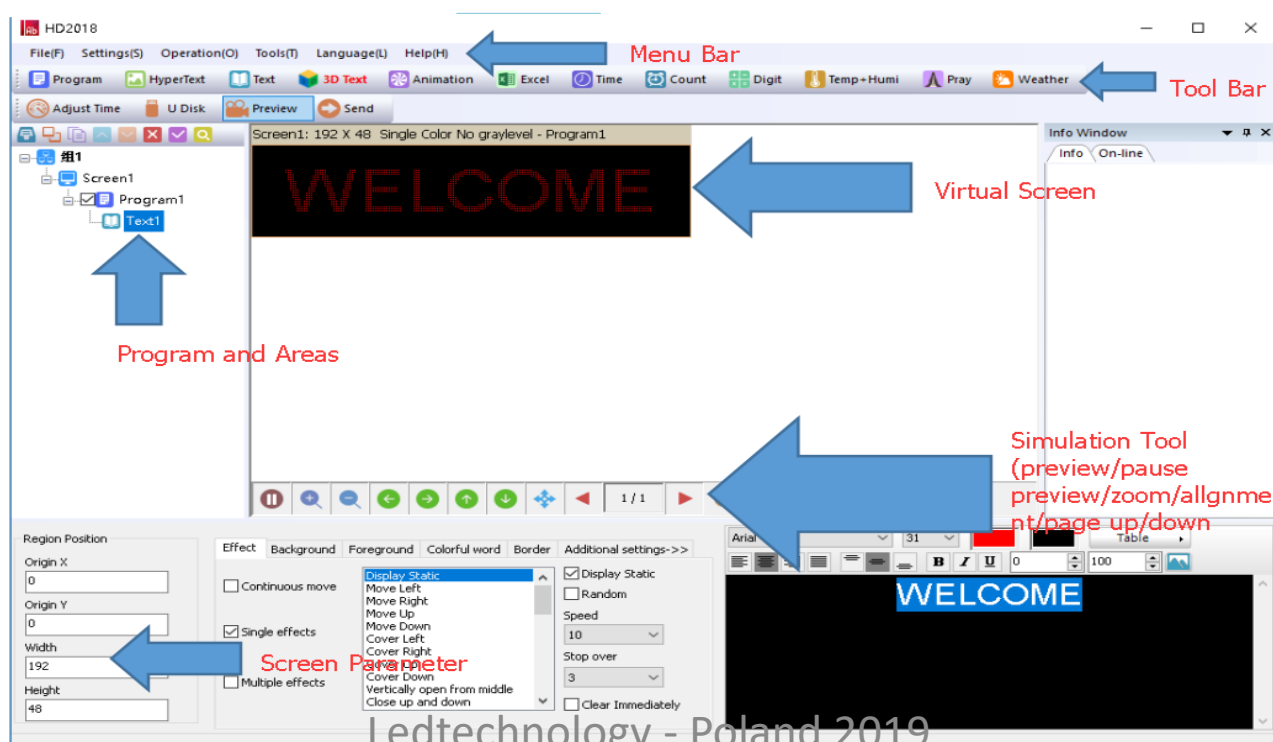 HD2018
File(F) Settings(S) Operation(O) Tools(T) Language(L) Help(H)
Menu Bar
Program HyperText Text 3D Text Animation Excel Time Count Digit Temp+Humi Pray Weather
Tool Bar
Adjust Time U Disk Preview Send
Screen1: 192 X 48 Single Color No graylevel - Program1
Info Window
Info On-line
组1
Screen1
Program1
Text1
WELCOME
Virtual Screen
Program and Areas
Simulation Tool
(preview/pause
preview/zoom/allgnme
nt/page up/down
1/1
Region Position
Origin X
0
Origin Y
0
Width
192
Height
48
Screen Parameter
Effect Background Foreground Colorful word Border Additional settings->>
Continuous move
Single effects
Multiple effects
Display Static
Move Left
Move Right
Move Up
Move Down
Cover Left
Cover Right
Cover Down
Vertically open from middle
Close up and down
Display Static
Random
Speed
10
Stop over
3
Clear Immediately
Arial 31 Table
B I U 0 100
WELCOME
Ledtechnology - Poland 2019